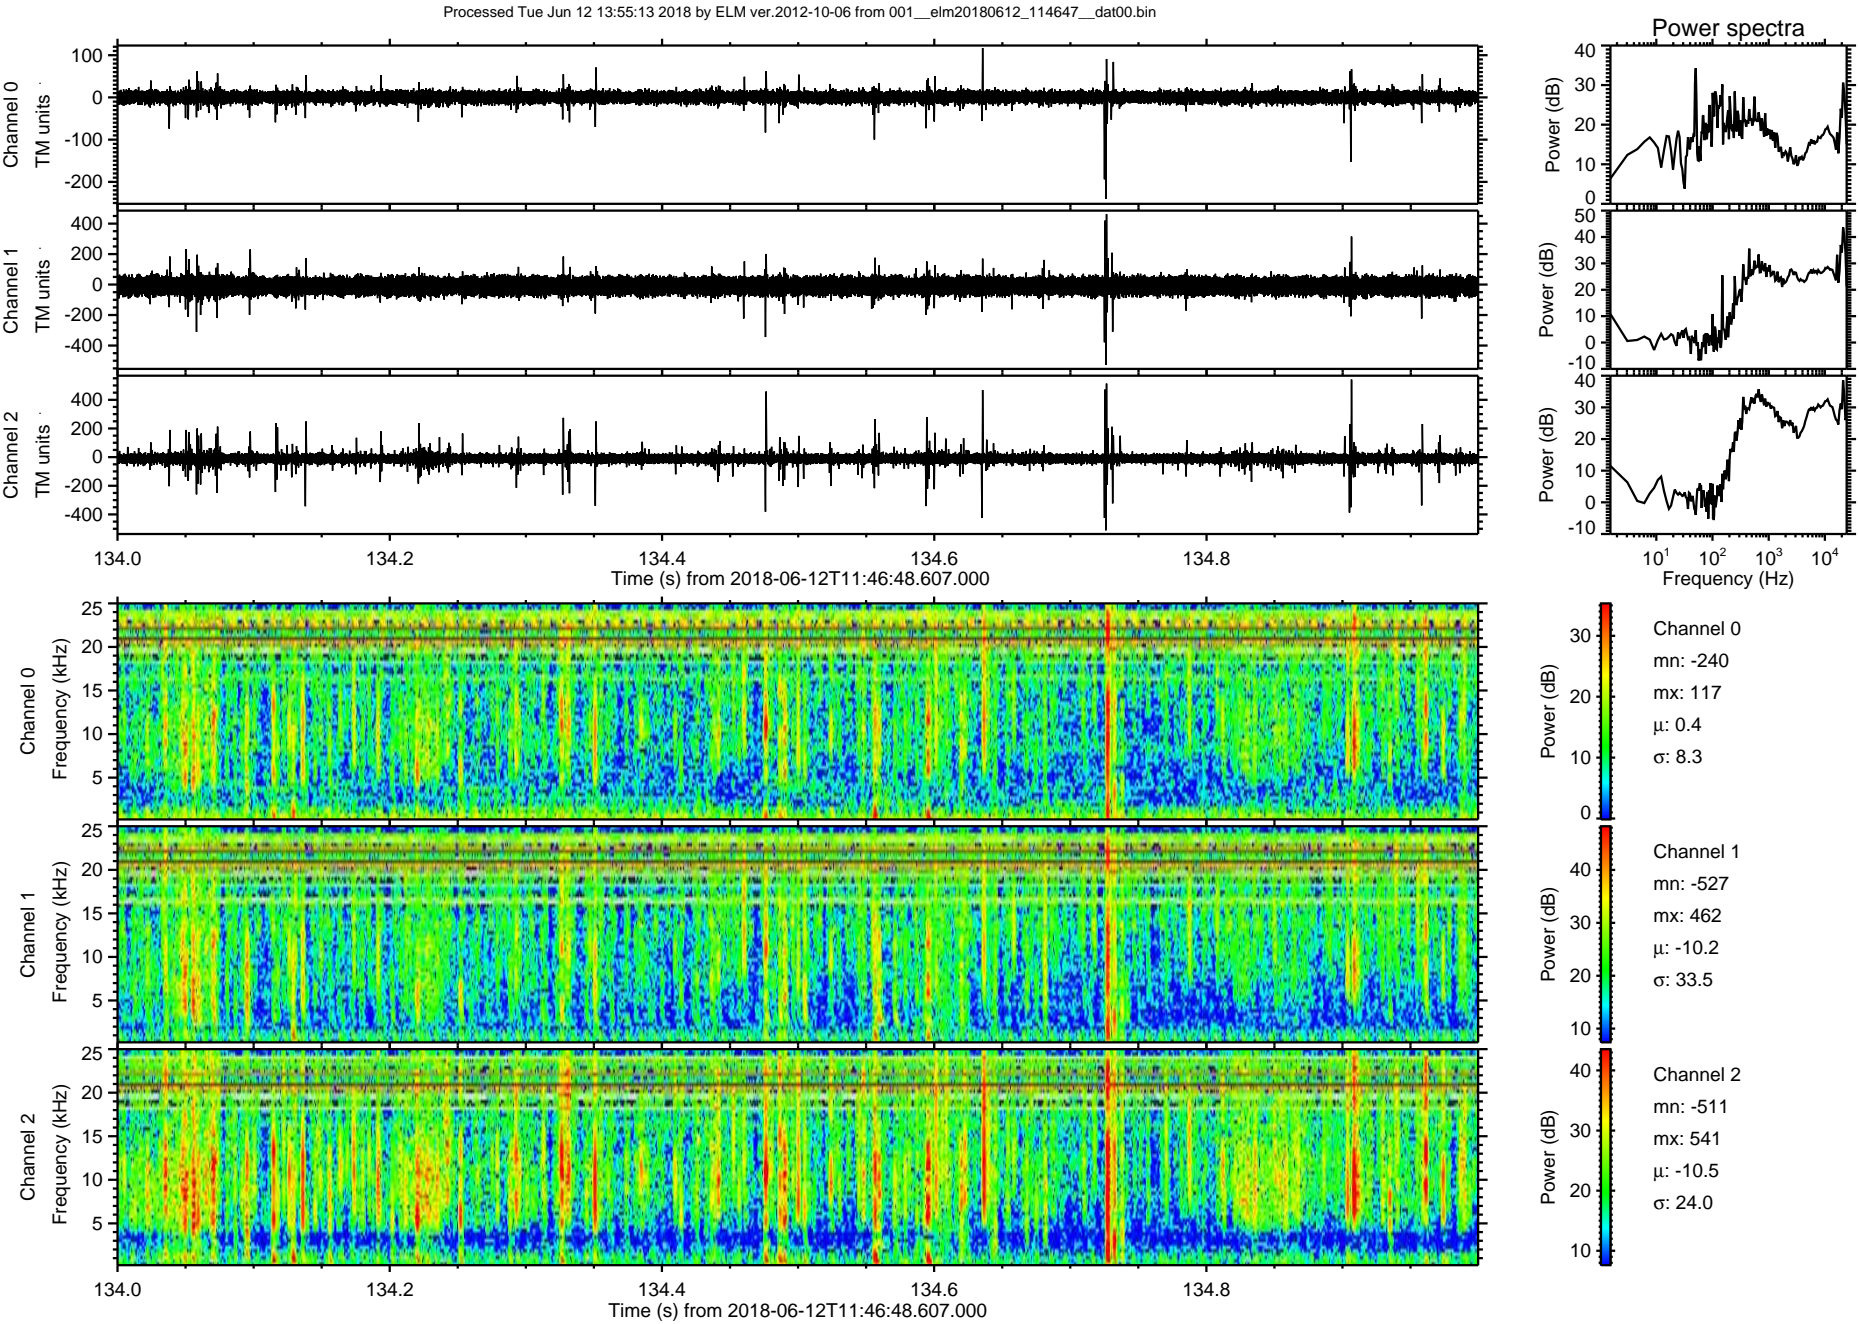 Processed Tue Jun 12 13:55:13 2018 by ELM ver.2012-10-06 from 001__elm20180612_114647__dat00.bin
Power spectra
Channel 0
TM units
100
0
-100
-200
Power (dB)
40
30
20
10
0
Channel 1
TM units
400
200
0
-200
-400
Power (dB)
50
40
30
20
10
0
-10
Channel 2
TM units
400
200
0
-200
-400
Power (dB)
40
30
20
10
0
-10
134.0 134.2 134.4 134.6 134.8
Time (s) from 2018-06-12T11:46:48.607.000
10¹ 10² 10³ 10⁴
Frequency (Hz)
Channel 0
Frequency (kHz)
25
20
15
10
5
Power (dB)
30
20
10
0
Channel 0
mn: -240
mx: 117
μ: 0.4
σ: 8.3
Channel 1
Frequency (kHz)
25
20
15
10
5
Power (dB)
40
30
20
10
Channel 1
mn: -527
mx: 462
μ: -10.2
σ: 33.5
Channel 2
Frequency (kHz)
25
20
15
10
5
Power (dB)
40
30
20
10
Channel 2
mn: -511
mx: 541
μ: -10.5
σ: 24.0
134.0 134.2 134.4 134.6 134.8
Time (s) from 2018-06-12T11:46:48.607.000